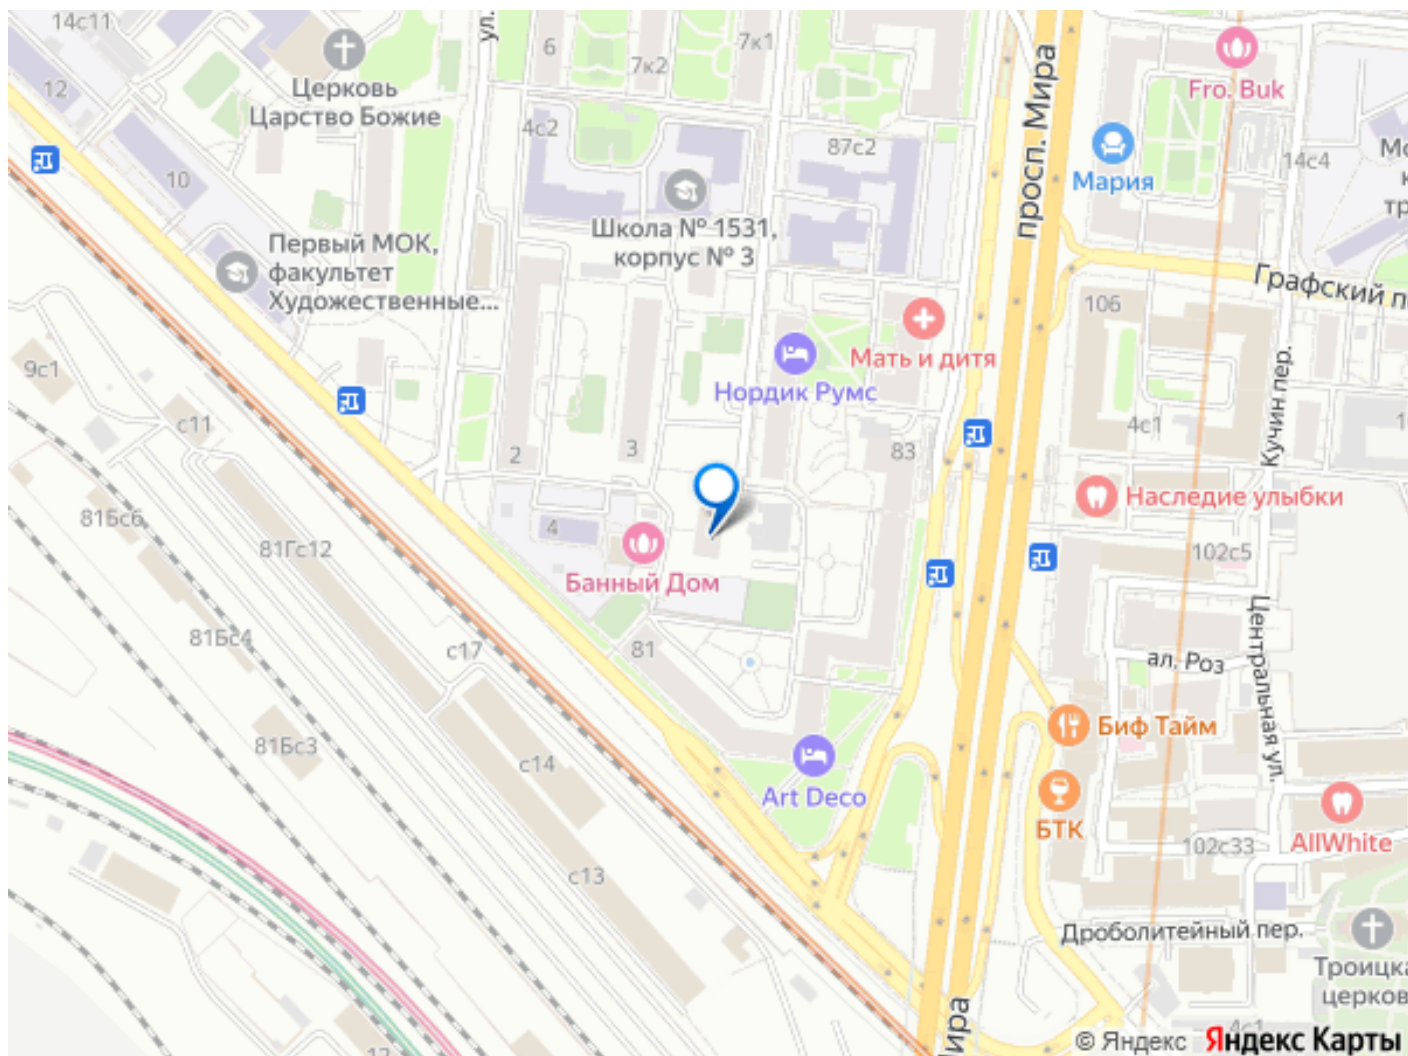 14с11
ул.
6
7к2
7к1
просп. Мира
Fro. Buk
12
Церковь
Царство Божие
4с2
87с2
Мария
14с4
10
Школа № 1531,
корпус № 3
Первый МОК,
факультет
Художественные...
Графский п
106
Мать и дитя
Нордик Румс
9с1
с11
2
3
83
4с1
Кучин пер.
Наследие улыбки
81Бс6
81Гс12
4
Банный Дом
102с5
81Бс4
с17
81
ал. Роз
Центральная ул.
81Бс3
с14
Art Deco
Биф Тайм
БТК
102с33
AllWhite
с13
Дроболитейный пер.
Троицка
церков
4с1
© Яндекс Яндекс Карты